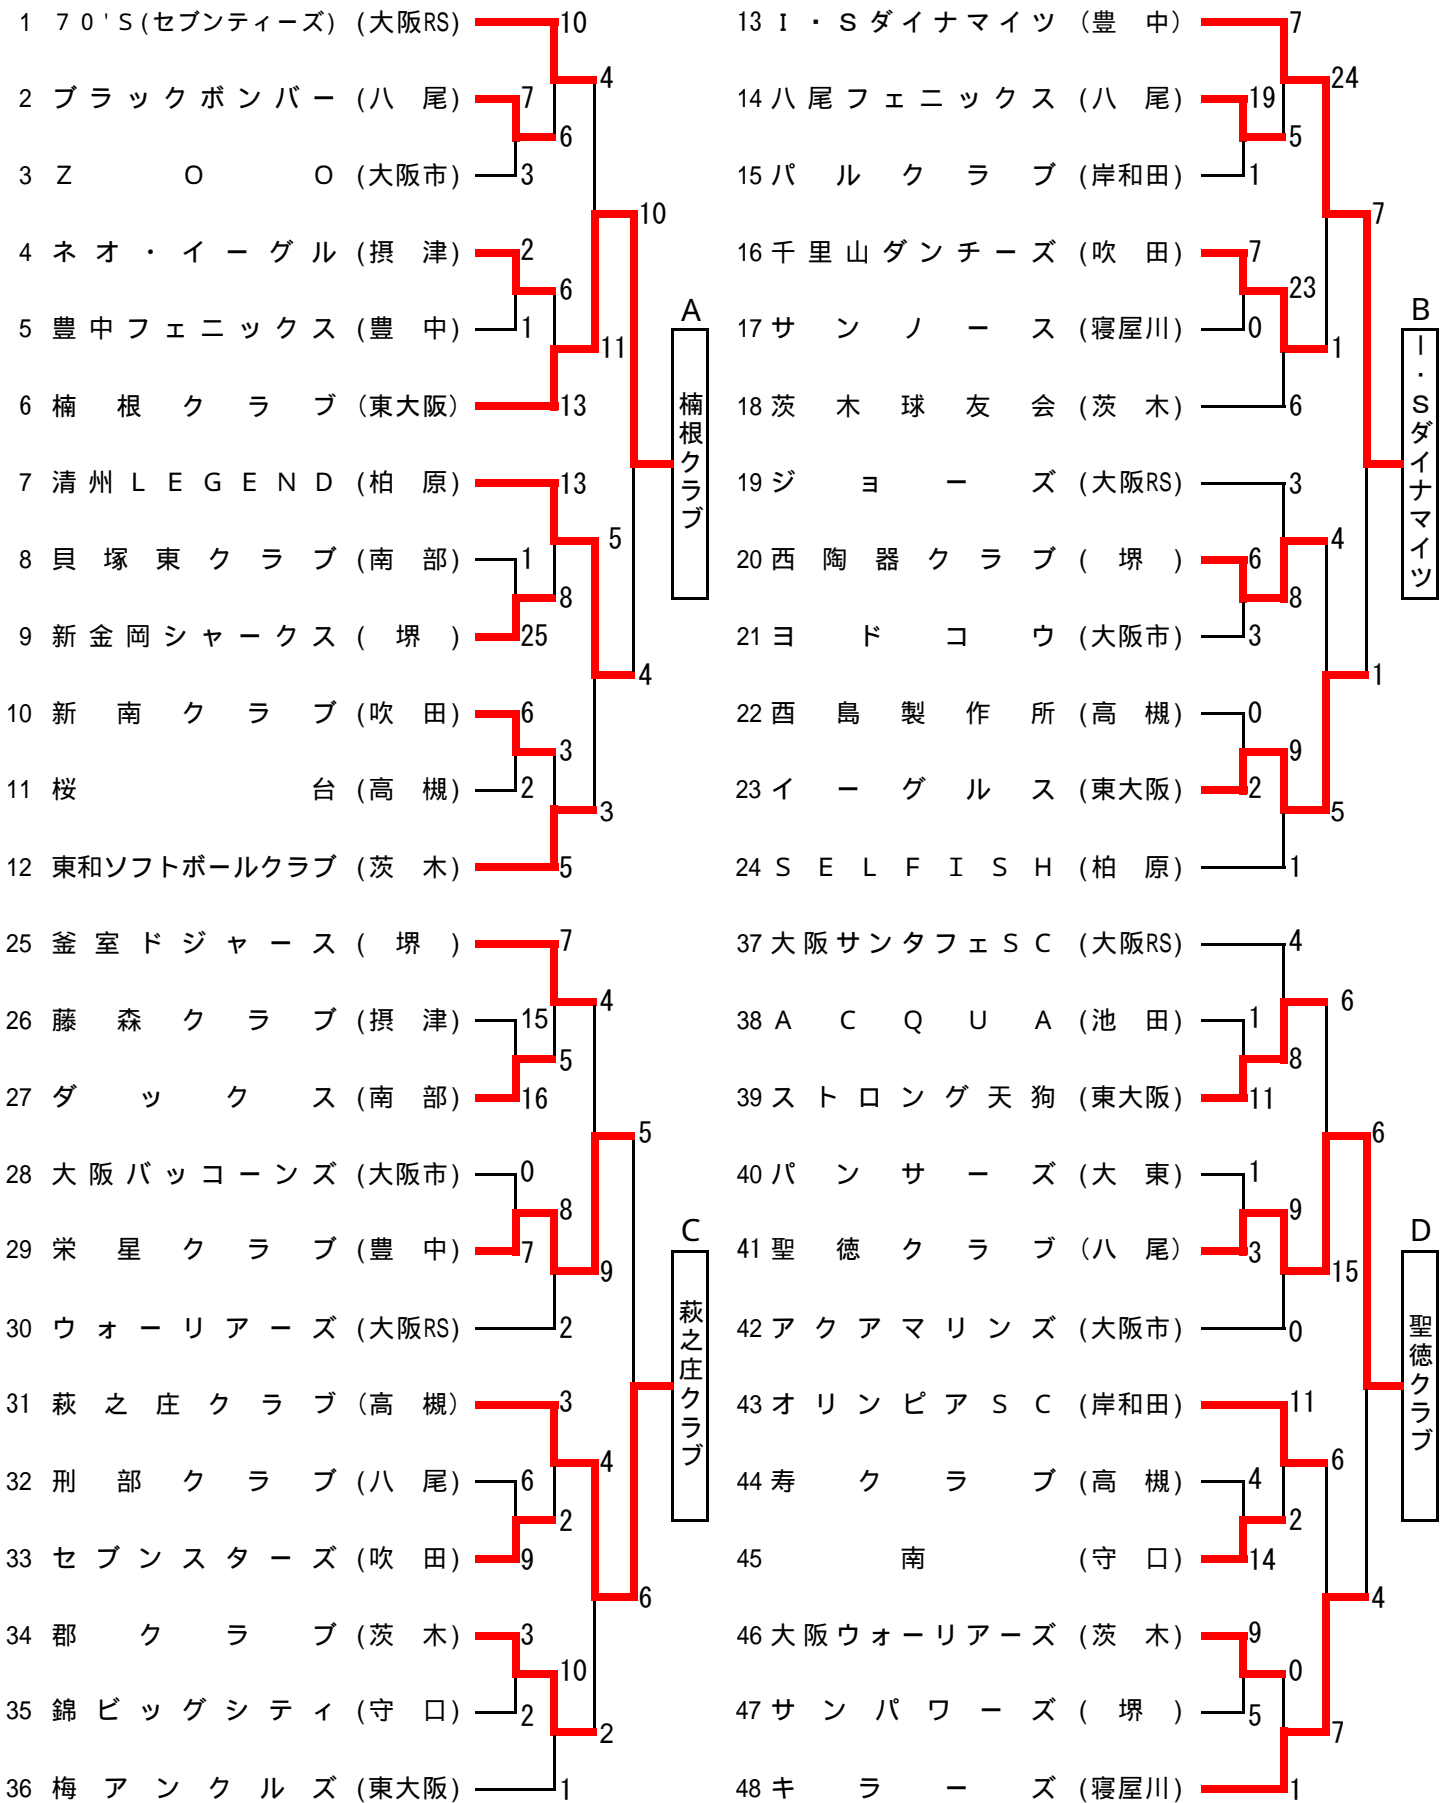 1 70'S(セブンティーズ) (大阪RS) 10
4
2 ブラックボンバー (八尾) 7
6
3 ZOO (大阪市) 3
10
4 ネオ・イーグル (摂津) 2
6
5 豊中フェニックス (豊中) 1
11
6 楠根クラブ (東大阪) 13
A
楠根クラブ
7 清州LEGEND (柏原) 13
5
8 貝塚東クラブ (南部) 1
8
9 新金岡シャークス (堺) 25
4
10 新南クラブ (吹田) 6
3
11 桜台 (高槻) 2
3
12 東和ソフトボールクラブ (茨木) 5
13 I・Sダイナマイツ (豊中) 7
24
14 八尾フェニックス (八尾) 19
5
15 パルクラブ (岸和田) 1
7
16 千里山ダンチーズ (吹田) 7
23
17 サンノース (寝屋川) 0
1
18 茨木球友会 (茨木) 6
B
I・Sダイナマイツ
19 ジョーズ (大阪RS) 3
4
20 西陶器クラブ (堺) 6
8
21 ヨドコウ (大阪市) 3
1
22 酉島製作所 (高槻) 0
9
23 イーグルス (東大阪) 2
5
24 SELFISH (柏原) 1
25 釜室ドジャース (堺) 7
4
26 藤森クラブ (摂津) 15
5
27 ダックス (南部) 16
5
28 大阪バッコーンズ (大阪市) 0
8
29 栄星クラブ (豊中) 7
9
30 ウォーリアーズ (大阪RS) 2
C
萩之庄クラブ
31 萩之庄クラブ (高槻) 3
4
32 刑部クラブ (八尾) 6
2
33 セブンスターズ (吹田) 9
6
34 郡クラブ (茨木) 3
10
35 錦ビッグシティ (守口) 2
2
36 梅アンクルズ (東大阪) 1
37 大阪サンタフェSC (大阪RS) 4
6
38 ACQUA (池田) 1
8
39 ストロング天狗 (東大阪) 11
6
40 パンサーズ (大東) 1
9
41 聖徳クラブ (八尾) 3
15
42 アクアマリンズ (大阪市) 0
D
聖徳クラブ
43 オリンピアSC (岸和田) 11
6
44 寿クラブ (高槻) 4
2
45 南 (守口) 14
4
46 大阪ウォーリアーズ (茨木) 9
0
47 サンパワーズ (堺) 5
7
48 キラーズ (寝屋川) 1